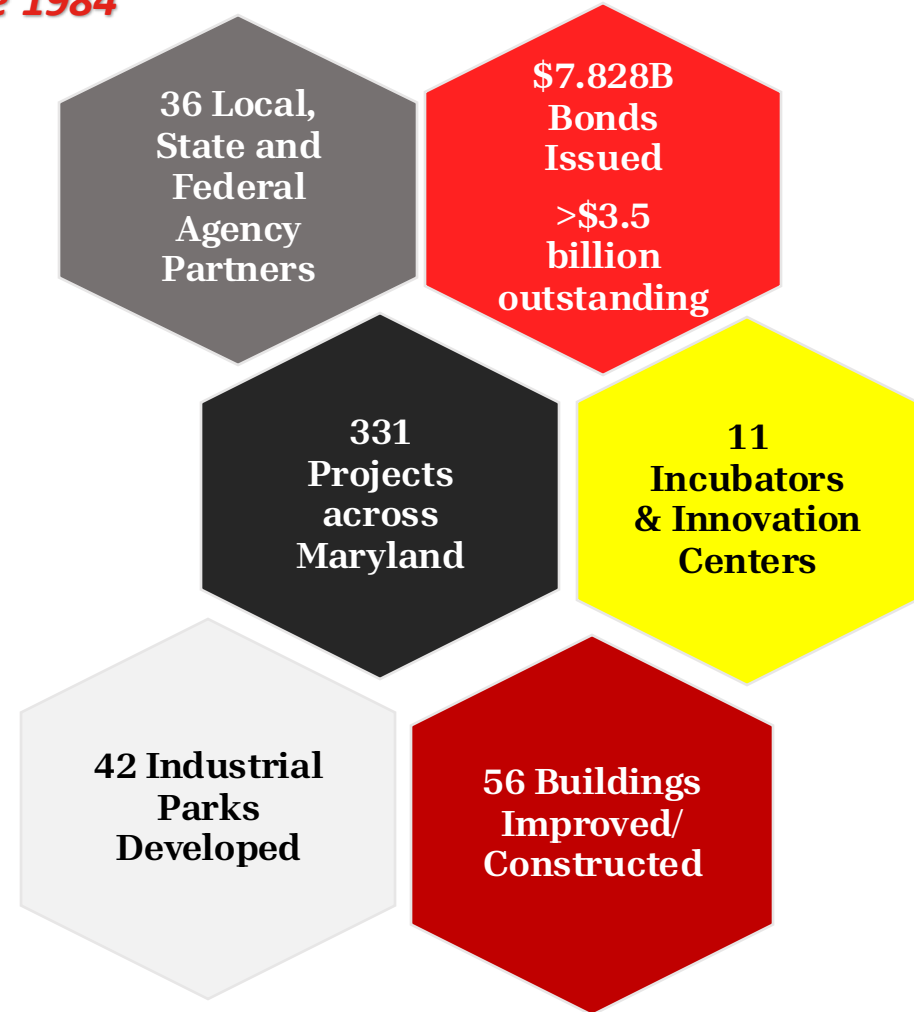 1984
36 Local,
State and
Federal
Agency
Partners
$7.828B
Bonds
Issued
>$3.5
billion
outstanding
331
Projects
across
Maryland
11
Incubators
& Innovation
Centers
42 Industrial
Parks
Developed
56 Buildings
Improved/
Constructed